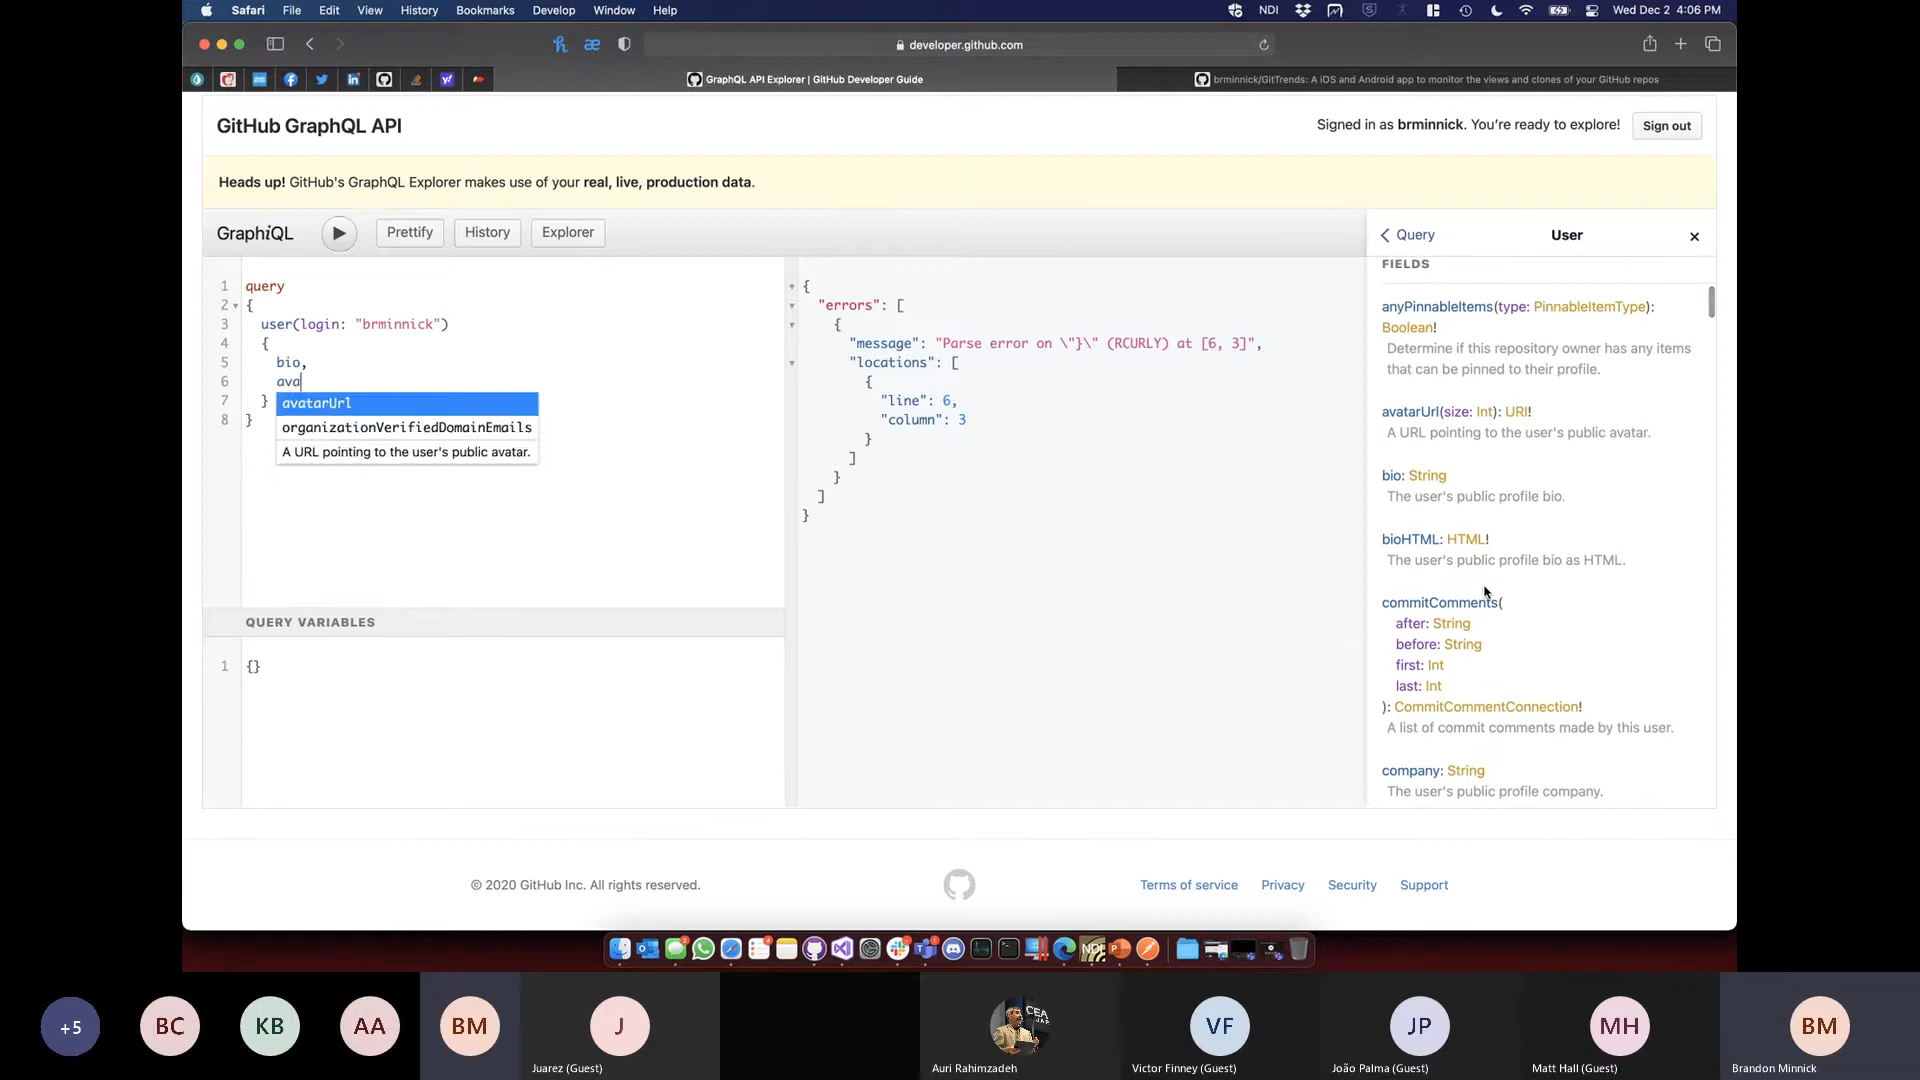 Safari File Edit View History Bookmarks Develop Window Help NDI Wed Dec 2 4:06 PM
developer.github.com
GraphQL API Explorer | GitHub Developer Guide
brminnick/GitTrends: A iOS and Android app to monitor the views and clones of your GitHub repos
GitHub GraphQL API
Signed in as brminnick. You're ready to explore!
Sign out
Heads up! GitHub's GraphQL Explorer makes use of your real, live, production data.
GraphiQL
Prettify
History
Explorer
Query
User
1 query
2 {
3 user(login: "brminnick")
4 {
5 bio,
6 ava
7 }
8 }
avatarUrl
organizationVerifiedDomainEmails
A URL pointing to the user's public avatar.
QUERY VARIABLES
1 {}
{
"errors": [
{
"message": "Parse error on \"}\" (RCURLY) at [6, 3]",
"locations": [
{
"line": 6,
"column": 3
}
]
}
]
}
FIELDS
anyPinnableItems(type: PinnableItemType):
Boolean!
Determine if this repository owner has any items
that can be pinned to their profile.
avatarUrl(size: Int): URI!
A URL pointing to the user's public avatar.
bio: String
The user's public profile bio.
bioHTML: HTML!
The user's public profile bio as HTML.
commitComments(
after: String
before: String
first: Int
last: Int
): CommitCommentConnection!
A list of commit comments made by this user.
company: String
The user's public profile company.
© 2020 GitHub Inc. All rights reserved.
Terms of service
Privacy
Security
Support
NDI
+5
BC
KB
AA
BM
J
Juarez (Guest)
CEA
Auri Rahimzadeh
VF
Victor Finney (Guest)
JP
João Palma (Guest)
MH
Matt Hall (Guest)
BM
Brandon Minnick